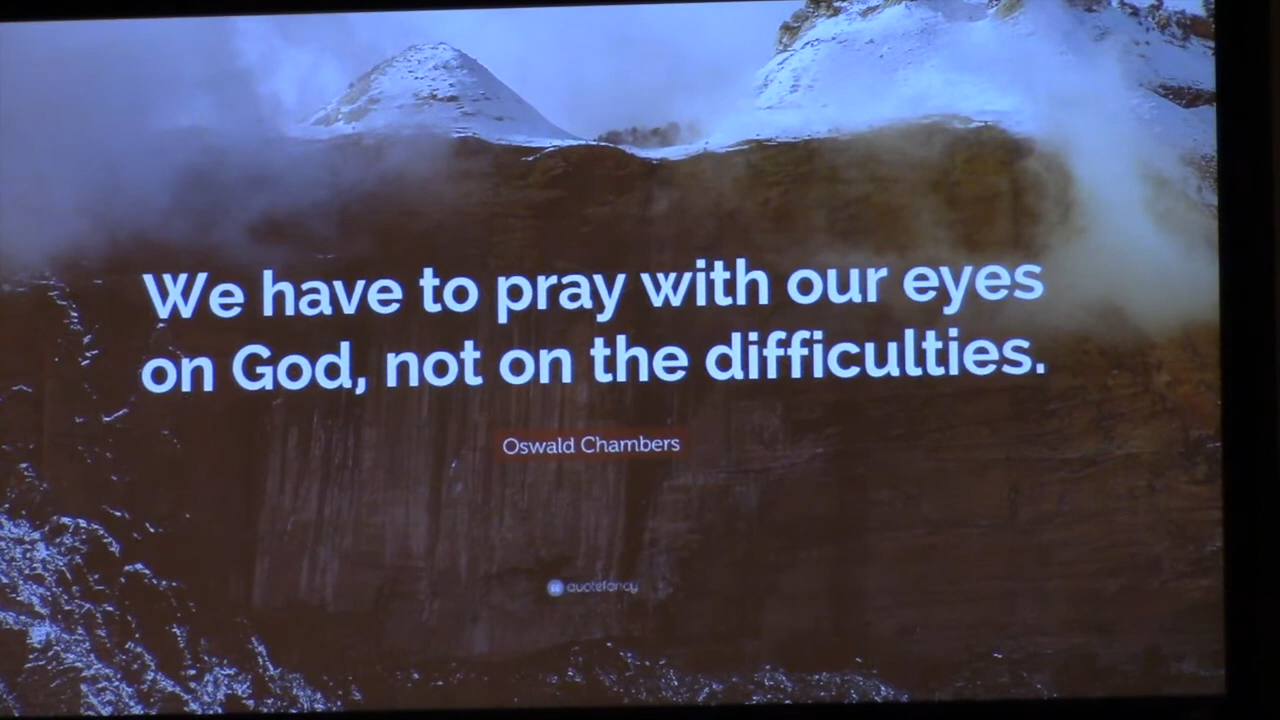 We have to pray with our eyes
on God, not on the difficulties.
Oswald Chambers
quotefancy